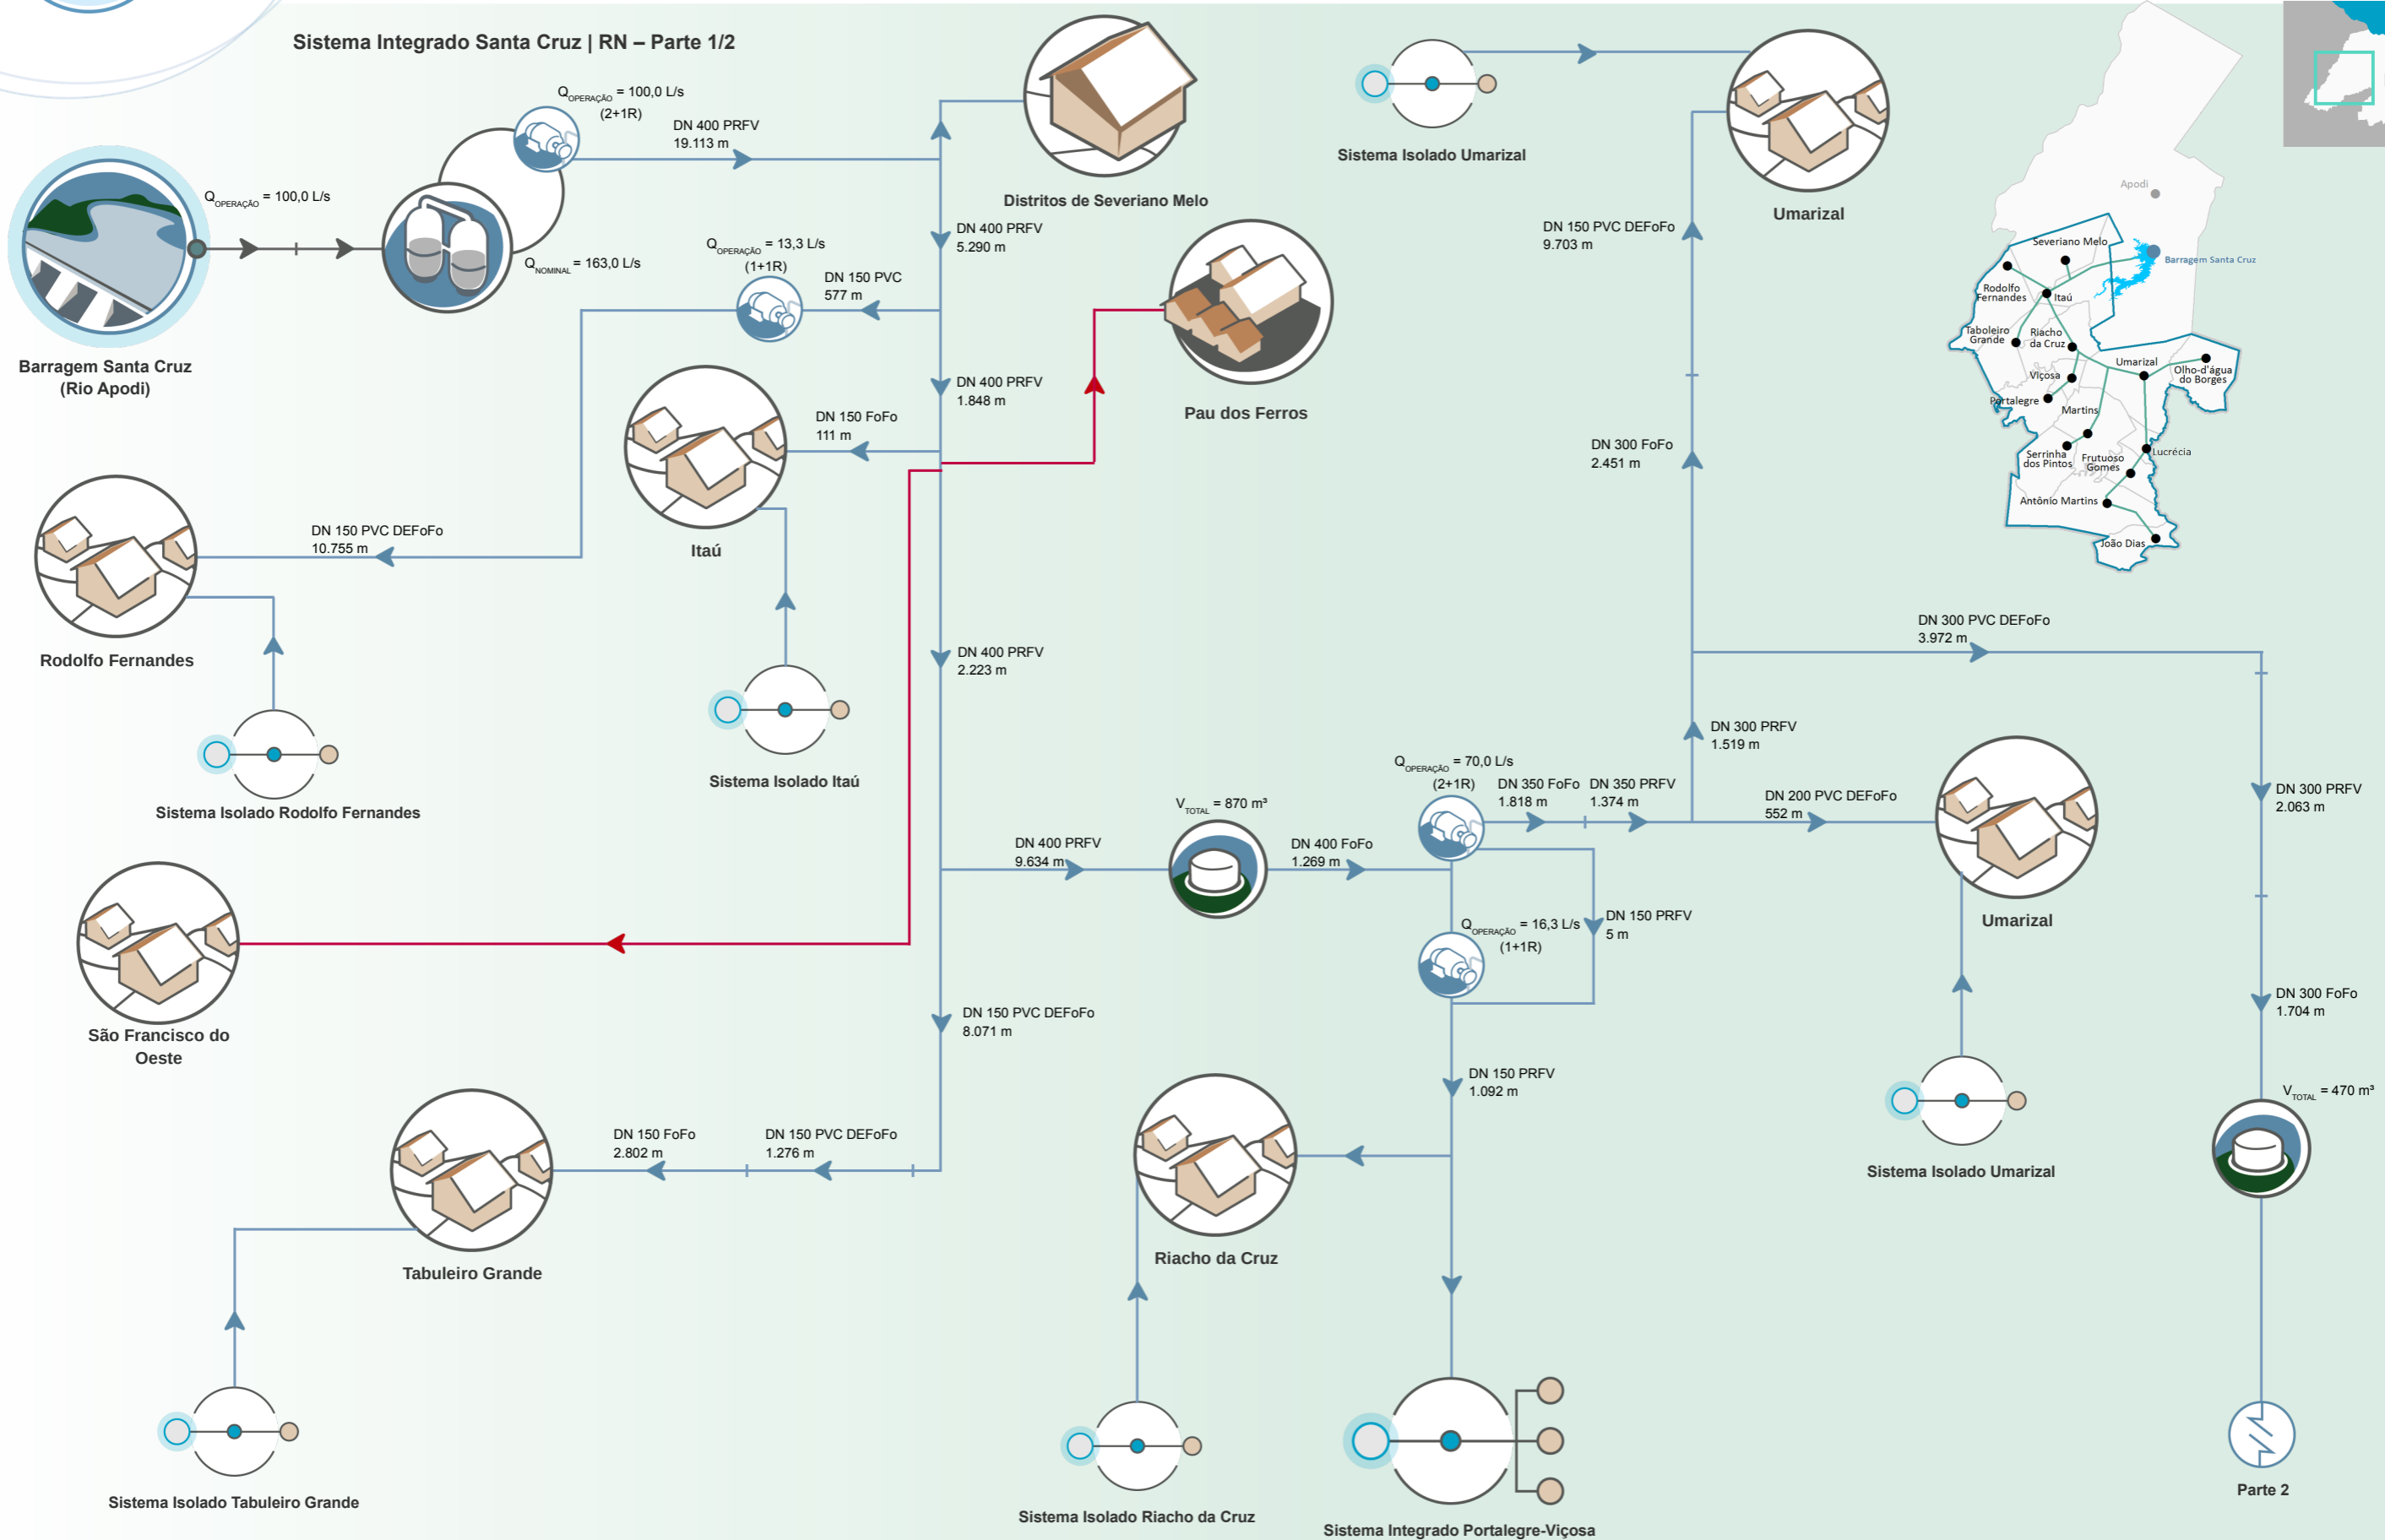 Sistema Integrado Santa Cruz | RN – Parte 1/2
Q OPERAÇÃO = 100,0 L/s
(2+1R)
DN 400 PRFV
19.113 m
Q OPERAÇÃO = 100,0 L/s
Q NOMINAL = 163,0 L/s
Barragem Santa Cruz
(Rio Apodi)
Distritos de Severiano Melo
Sistema Isolado Umarizal
Umarizal
DN 400 PRFV
5.290 m
Q OPERAÇÃO = 13,3 L/s
(1+1R)
DN 150 PVC
577 m
DN 150 PVC DEFoFo
9.703 m
DN 400 PRFV
1.848 m
Pau dos Ferros
DN 150 FoFo
111 m
Itaú
DN 300 FoFo
2.451 m
DN 150 PVC DEFoFo
10.755 m
Rodolfo Fernandes
Sistema Isolado Rodolfo Fernandes
Sistema Isolado Itaú
DN 400 PRFV
2.223 m
DN 300 PVC DEFoFo
3.972 m
DN 300 PRFV
1.519 m
Q OPERAÇÃO = 70,0 L/s
(2+1R)
DN 350 FoFo
1.818 m
DN 350 PRFV
1.374 m
DN 200 PVC DEFoFo
552 m
DN 300 PRFV
2.063 m
V TOTAL = 870 m³
DN 400 PRFV
9.634 m
DN 400 FoFo
1.269 m
Q OPERAÇÃO = 16,3 L/s
(1+1R)
DN 150 PRFV
5 m
Umarizal
DN 300 FoFo
1.704 m
São Francisco do
Oeste
DN 150 PVC DEFoFo
8.071 m
DN 150 PRFV
1.092 m
V TOTAL = 470 m³
DN 150 FoFo
2.802 m
DN 150 PVC DEFoFo
1.276 m
Tabuleiro Grande
Riacho da Cruz
Sistema Isolado Umarizal
Sistema Isolado Tabuleiro Grande
Sistema Isolado Riacho da Cruz
Sistema Integrado Portalegre-Viçosa
Parte 2
Apodi
Severiano Melo
Barragem Santa Cruz
Rodolfo
Fernandes
Itaú
Taboleiro
Grande
Riacho
da Cruz
Umarizal
Olho-d'água
do Borges
Viçosa
Portalegre
Martins
Serrinha
dos Pintos
Frutuoso
Gomes
Lucrécia
Antônio Martins
João Dias